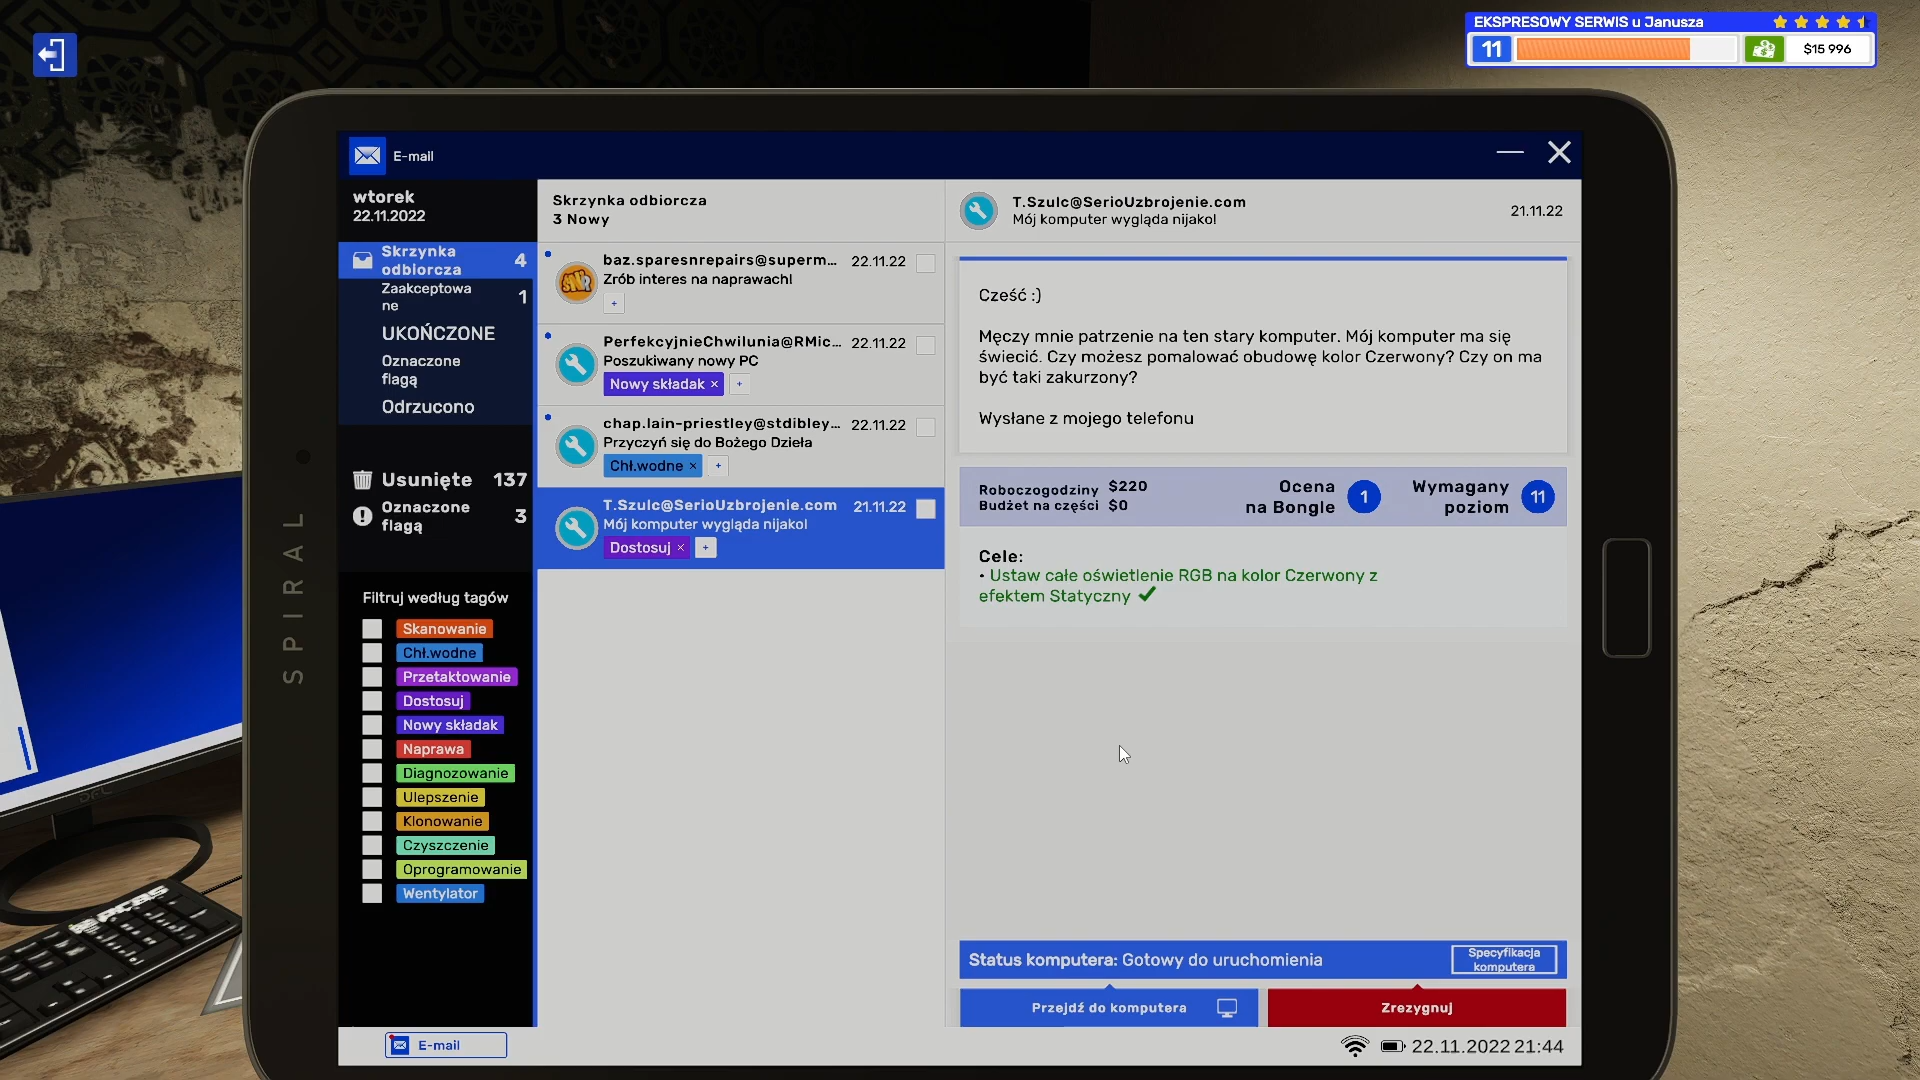 EKSPRESOWY SERWIS u Janusza
11
$15 996
E-mail
wtorek
22.11.2022
Skrzynka odbiorcza 4
Zaakceptowane 1
UKOŃCZONE
Oznaczone flagą
Odrzucono
Usunięte 137
Oznaczone flagą 3
Filtruj według tagów
Skanowanie
Chł.wodne
Przetaktowanie
Dostosuj
Nowy składak
Naprawa
Diagnozowanie
Ulepszenie
Klonowanie
Czyszczenie
Oprogramowanie
Wentylator
Skrzynka odbiorcza
3 Nowy
baz.sparesnrepairs@superm... 22.11.22
Zrób interes na naprawach!
+
PerfekcyjnieChwilunia@RMic... 22.11.22
Poszukiwany nowy PC
Nowy składak × +
chap.lain-priestley@stdibley... 22.11.22
Przyczyń się do Bożego Dzieła
Chł.wodne × +
T.Szulc@SerioUzbrojenie.com 21.11.22
Mój komputer wygląda nijako!
Dostosuj × +
T.Szulc@SerioUzbrojenie.com
Mój komputer wygląda nijako!
21.11.22
Cześć :)
Męczy mnie patrzenie na ten stary komputer. Mój komputer ma się
świecić. Czy możesz pomalować obudowę kolor Czerwony? Czy on ma
być taki zakurzony?
Wysłane z mojego telefonu
Roboczogodziny $220
Budżet na części $0
Ocena na Bongle 1
Wymagany poziom 11
Cele:
• Ustaw całe oświetlenie RGB na kolor Czerwony z
efektem Statyczny ✔
Status komputera: Gotowy do uruchomienia
Specyfikacja komputera
Przejdź do komputera
Zrezygnuj
E-mail
22.11.2022 21:44
SPIRAL